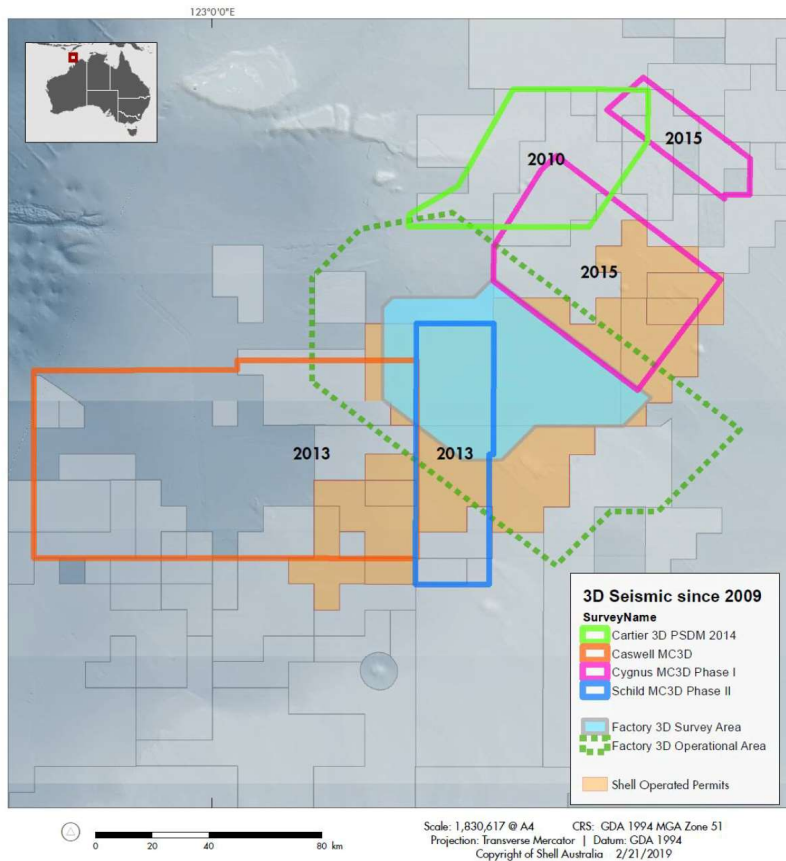 123°0'0"E
2015
2010
2015
2013
2013
3D Seismic since 2009
SurveyName
Cartier 3D PSDM 2014
Caswell MC3D
Cygnus MC3D Phase I
Schild MC3D Phase II
Factory 3D Survey Area
Factory 3D Operational Area
Shell Operated Permits
0 20 40 80 km
Scale: 1,830,617 @ A4 CRS: GDA 1994 MGA Zone 51
Projection: Transverse Mercator | Datum: GDA 1994
Copyright of Shell Australia 2/21/2019